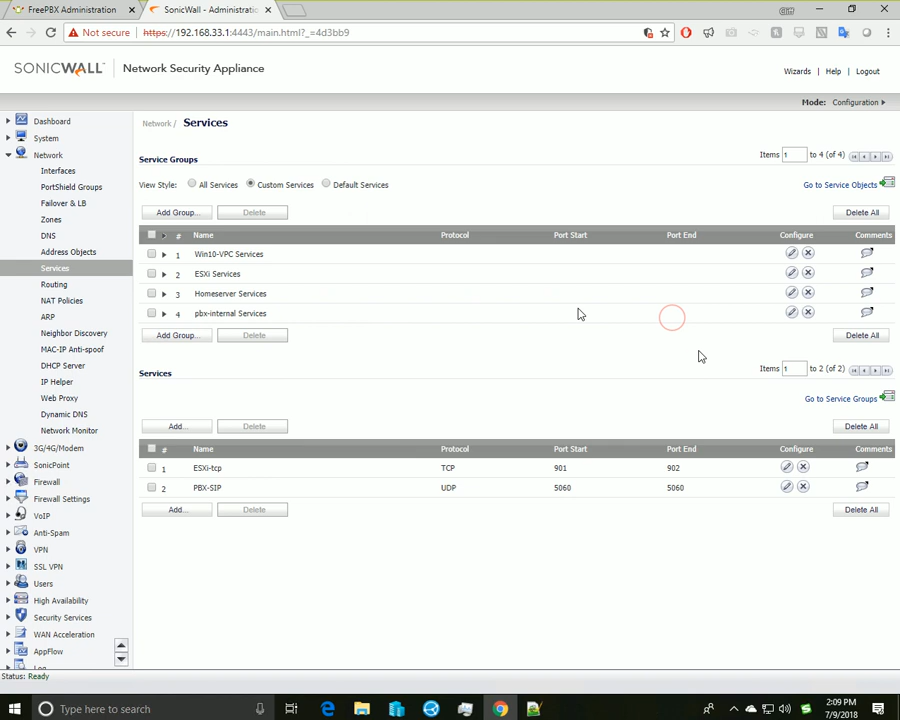 FreePBX Administration
SonicWall - Administratio
Not secure
https://192.168.33.1:4443/main.html?_=4d3bb9
SONICWALL
Network Security Appliance
Wizards | Help | Logout
Mode: Configuration
Dashboard
System
Network
Interfaces
PortShield Groups
Failover & LB
Zones
DNS
Address Objects
Services
Routing
NAT Policies
ARP
Neighbor Discovery
MAC-IP Anti-spoof
DHCP Server
IP Helper
Web Proxy
Dynamic DNS
Network Monitor
3G/4G/Modem
SonicPoint
Firewall
Firewall Settings
VoIP
Anti-Spam
VPN
SSL VPN
Users
High Availability
Security Services
WAN Acceleration
AppFlow
Log
Network / Services
Service Groups
Items 1 to 4 (of 4)
View Style: All Services Custom Services Default Services
Go to Service Objects
Add Group... Delete Delete All
# Name Protocol Port Start Port End Configure Comments
1 Win10-VPC Services
2 ESXi Services
3 Homeserver Services
4 pbx-internal Services
Add Group... Delete Delete All
Services
Items 1 to 2 (of 2)
Go to Service Groups
Add... Delete Delete All
# Name Protocol Port Start Port End Configure Comments
1 ESXi-tcp TCP 901 902
2 PBX-SIP UDP 5060 5060
Add... Delete Delete All
Status: Ready
Type here to search
2:09 PM
7/9/2018